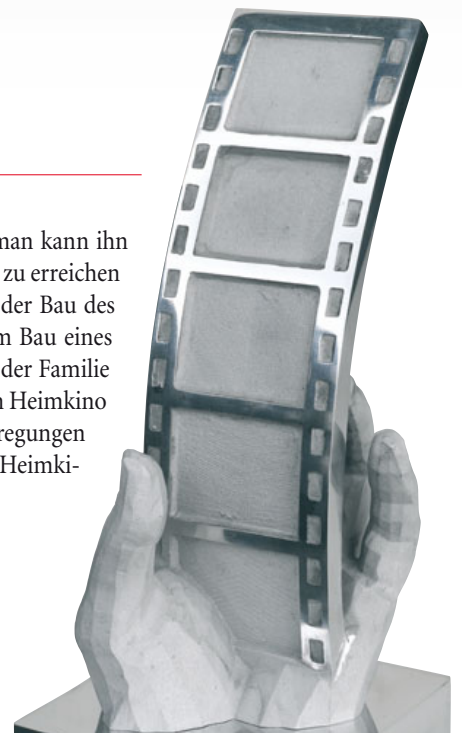 man kann ihn
zu erreichen
der Bau des
m Bau eines
der Familie
n Heimkino
regungen
Heimki-